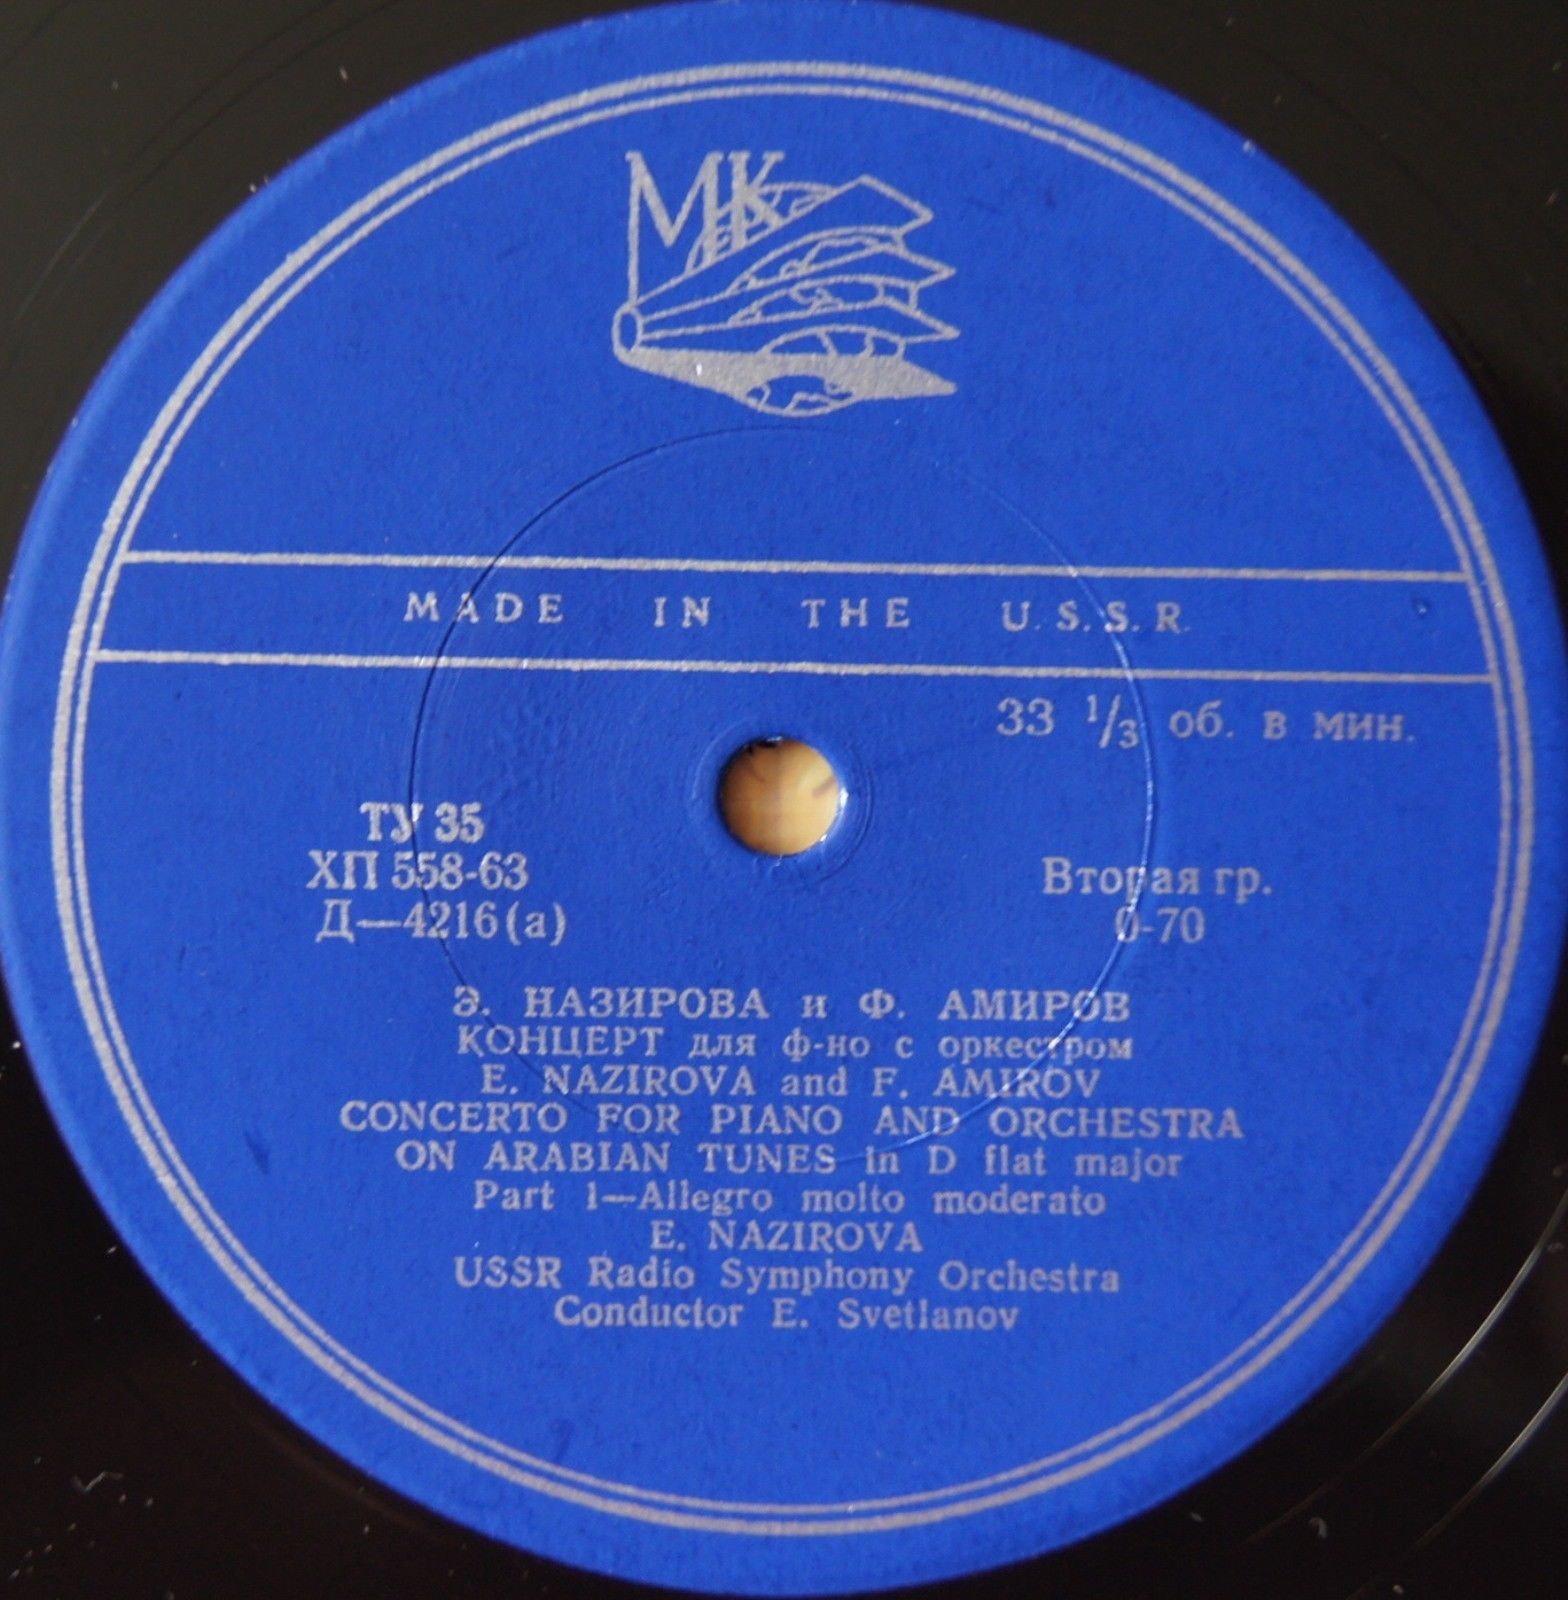 МК
MADE IN THE U.S.S.R.
33 1/3 об. в мин.
ТУ 35
ХП 558-63
Д—4216(а)
Вторая гр.
0-70
Э. НАЗИРОВА и Ф. АМИРОВ
КОНЦЕРТ для ф-но с оркестром
E. NAZIROVA and F. AMIROV
CONCERTO FOR PIANO AND ORCHESTRA
ON ARABIAN TUNES in D flat major
Part 1—Allegro molto moderato
E. NAZIROVA
USSR Radio Symphony Orchestra
Conductor E. Svetlanov